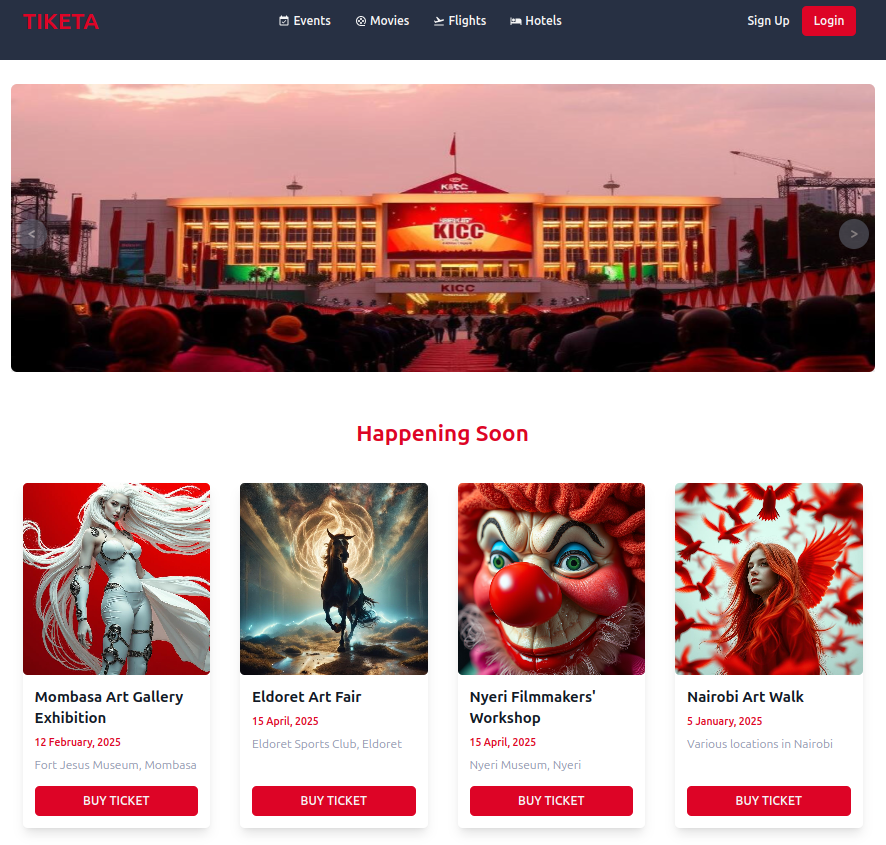 TIKETA
Events
Movies
Flights
Hotels
Sign Up
Login
KICC
KICC
<
>
KICC
Happening Soon
Mombasa Art Gallery
Exhibition
12 February, 2025
Fort Jesus Museum, Mombasa
BUY TICKET
Eldoret Art Fair
15 April, 2025
Eldoret Sports Club, Eldoret
BUY TICKET
Nyeri Filmmakers'
Workshop
15 April, 2025
Nyeri Museum, Nyeri
BUY TICKET
Nairobi Art Walk
5 January, 2025
Various locations in Nairobi
BUY TICKET